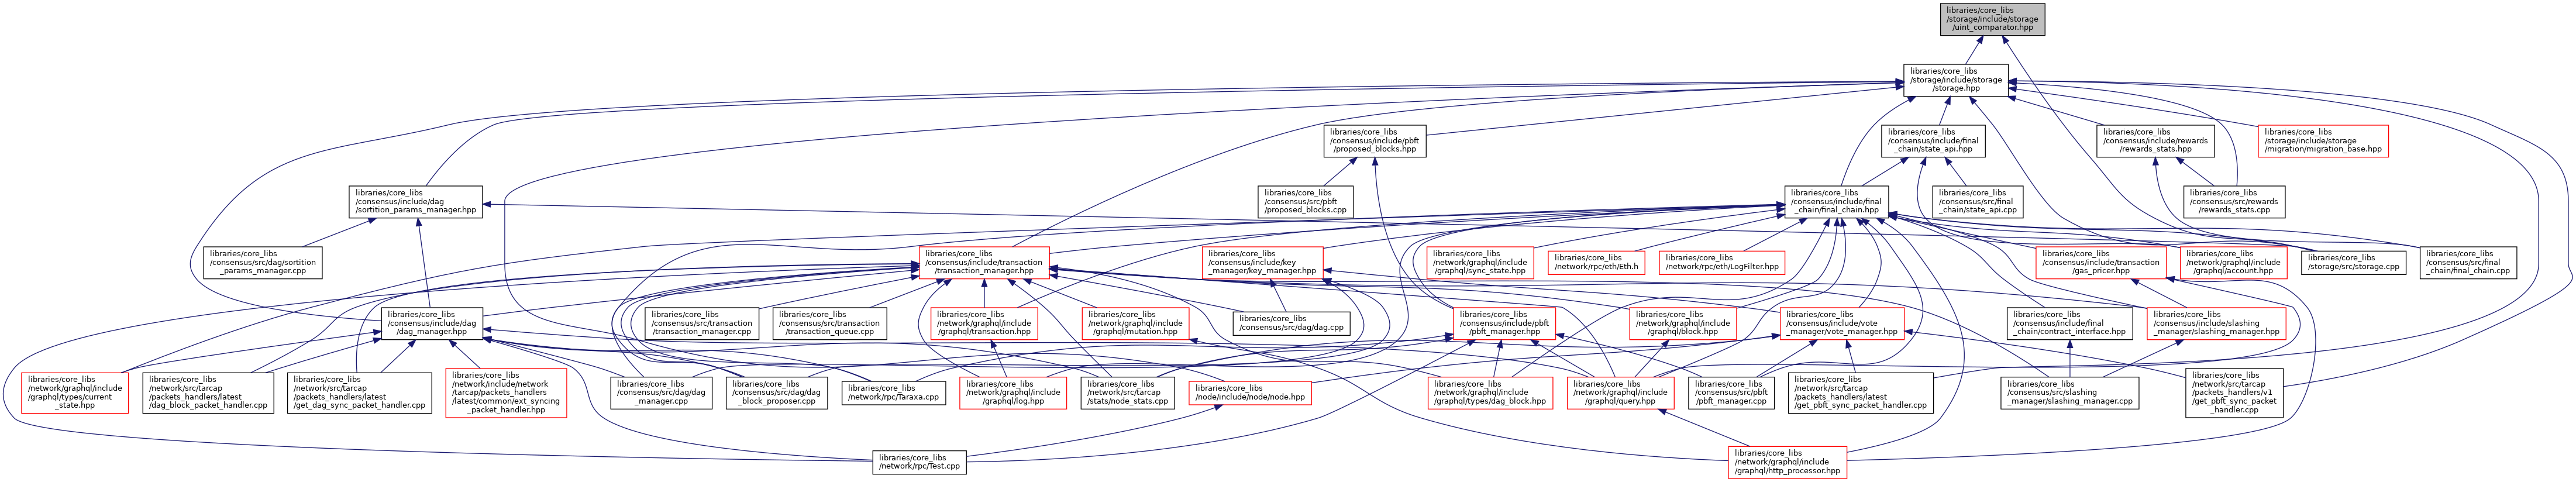 libraries/core_libs
/storage/include/storage
/uint_comparator.hpp
libraries/core_libs
/storage/include/storage
/storage.hpp
libraries/core_libs
/consensus/include/pbft
/proposed_blocks.hpp
libraries/core_libs
/consensus/include/final
_chain/state_api.hpp
libraries/core_libs
/consensus/include/rewards
/rewards_stats.hpp
libraries/core_libs
/storage/include/storage
/migration/migration_base.hpp
libraries/core_libs
/consensus/include/dag
/sortition_params_manager.hpp
libraries/core_libs
/consensus/src/pbft
/proposed_blocks.cpp
libraries/core_libs
/consensus/include/final
_chain/final_chain.hpp
libraries/core_libs
/consensus/src/final
_chain/state_api.cpp
libraries/core_libs
/consensus/src/rewards
/rewards_stats.cpp
libraries/core_libs
/consensus/src/dag/sortition
_params_manager.cpp
libraries/core_libs
/consensus/include/transaction
/transaction_manager.hpp
libraries/core_libs
/consensus/include/key
_manager/key_manager.hpp
libraries/core_libs
/network/graphql/include
/graphql/sync_state.hpp
libraries/core_libs
/network/rpc/eth/Eth.h
libraries/core_libs
/network/rpc/eth/LogFilter.hpp
libraries/core_libs
/consensus/include/transaction
/gas_pricer.hpp
libraries/core_libs
/network/graphql/include
/graphql/account.hpp
libraries/core_libs
/storage/src/storage.cpp
libraries/core_libs
/consensus/src/final
_chain/final_chain.cpp
libraries/core_libs
/consensus/include/dag
/dag_manager.hpp
libraries/core_libs
/consensus/src/transaction
/transaction_manager.cpp
libraries/core_libs
/consensus/src/transaction
/transaction_queue.cpp
libraries/core_libs
/network/graphql/include
/graphql/transaction.hpp
libraries/core_libs
/network/graphql/include
/graphql/mutation.hpp
libraries/core_libs
/consensus/src/dag/dag.cpp
libraries/core_libs
/consensus/include/pbft
/pbft_manager.hpp
libraries/core_libs
/network/graphql/include
/graphql/block.hpp
libraries/core_libs
/consensus/include/vote
_manager/vote_manager.hpp
libraries/core_libs
/consensus/include/final
_chain/contract_interface.hpp
libraries/core_libs
/consensus/include/slashing
_manager/slashing_manager.hpp
libraries/core_libs
/network/graphql/include
/graphql/types/current
_state.hpp
libraries/core_libs
/network/src/tarcap
/packets_handlers/latest
/dag_block_packet_handler.cpp
libraries/core_libs
/network/src/tarcap
/packets_handlers/latest
/get_dag_sync_packet_handler.cpp
libraries/core_libs
/network/include/network
/tarcap/packets_handlers
/latest/common/ext_syncing
_packet_handler.hpp
libraries/core_libs
/consensus/src/dag/dag
_manager.cpp
libraries/core_libs
/consensus/src/dag/dag
_block_proposer.cpp
libraries/core_libs
/network/rpc/Taraxa.cpp
libraries/core_libs
/network/graphql/include
/graphql/log.hpp
libraries/core_libs
/network/src/tarcap
/stats/node_stats.cpp
libraries/core_libs
/node/include/node/node.hpp
libraries/core_libs
/network/graphql/include
/graphql/types/dag_block.hpp
libraries/core_libs
/network/graphql/include
/graphql/query.hpp
libraries/core_libs
/consensus/src/pbft
/pbft_manager.cpp
libraries/core_libs
/network/src/tarcap
/packets_handlers/latest
/get_pbft_sync_packet_handler.cpp
libraries/core_libs
/consensus/src/slashing
_manager/slashing_manager.cpp
libraries/core_libs
/network/src/tarcap
/packets_handlers/v1
/get_pbft_sync_packet
_handler.cpp
libraries/core_libs
/network/rpc/Test.cpp
libraries/core_libs
/network/graphql/include
/graphql/http_processor.hpp